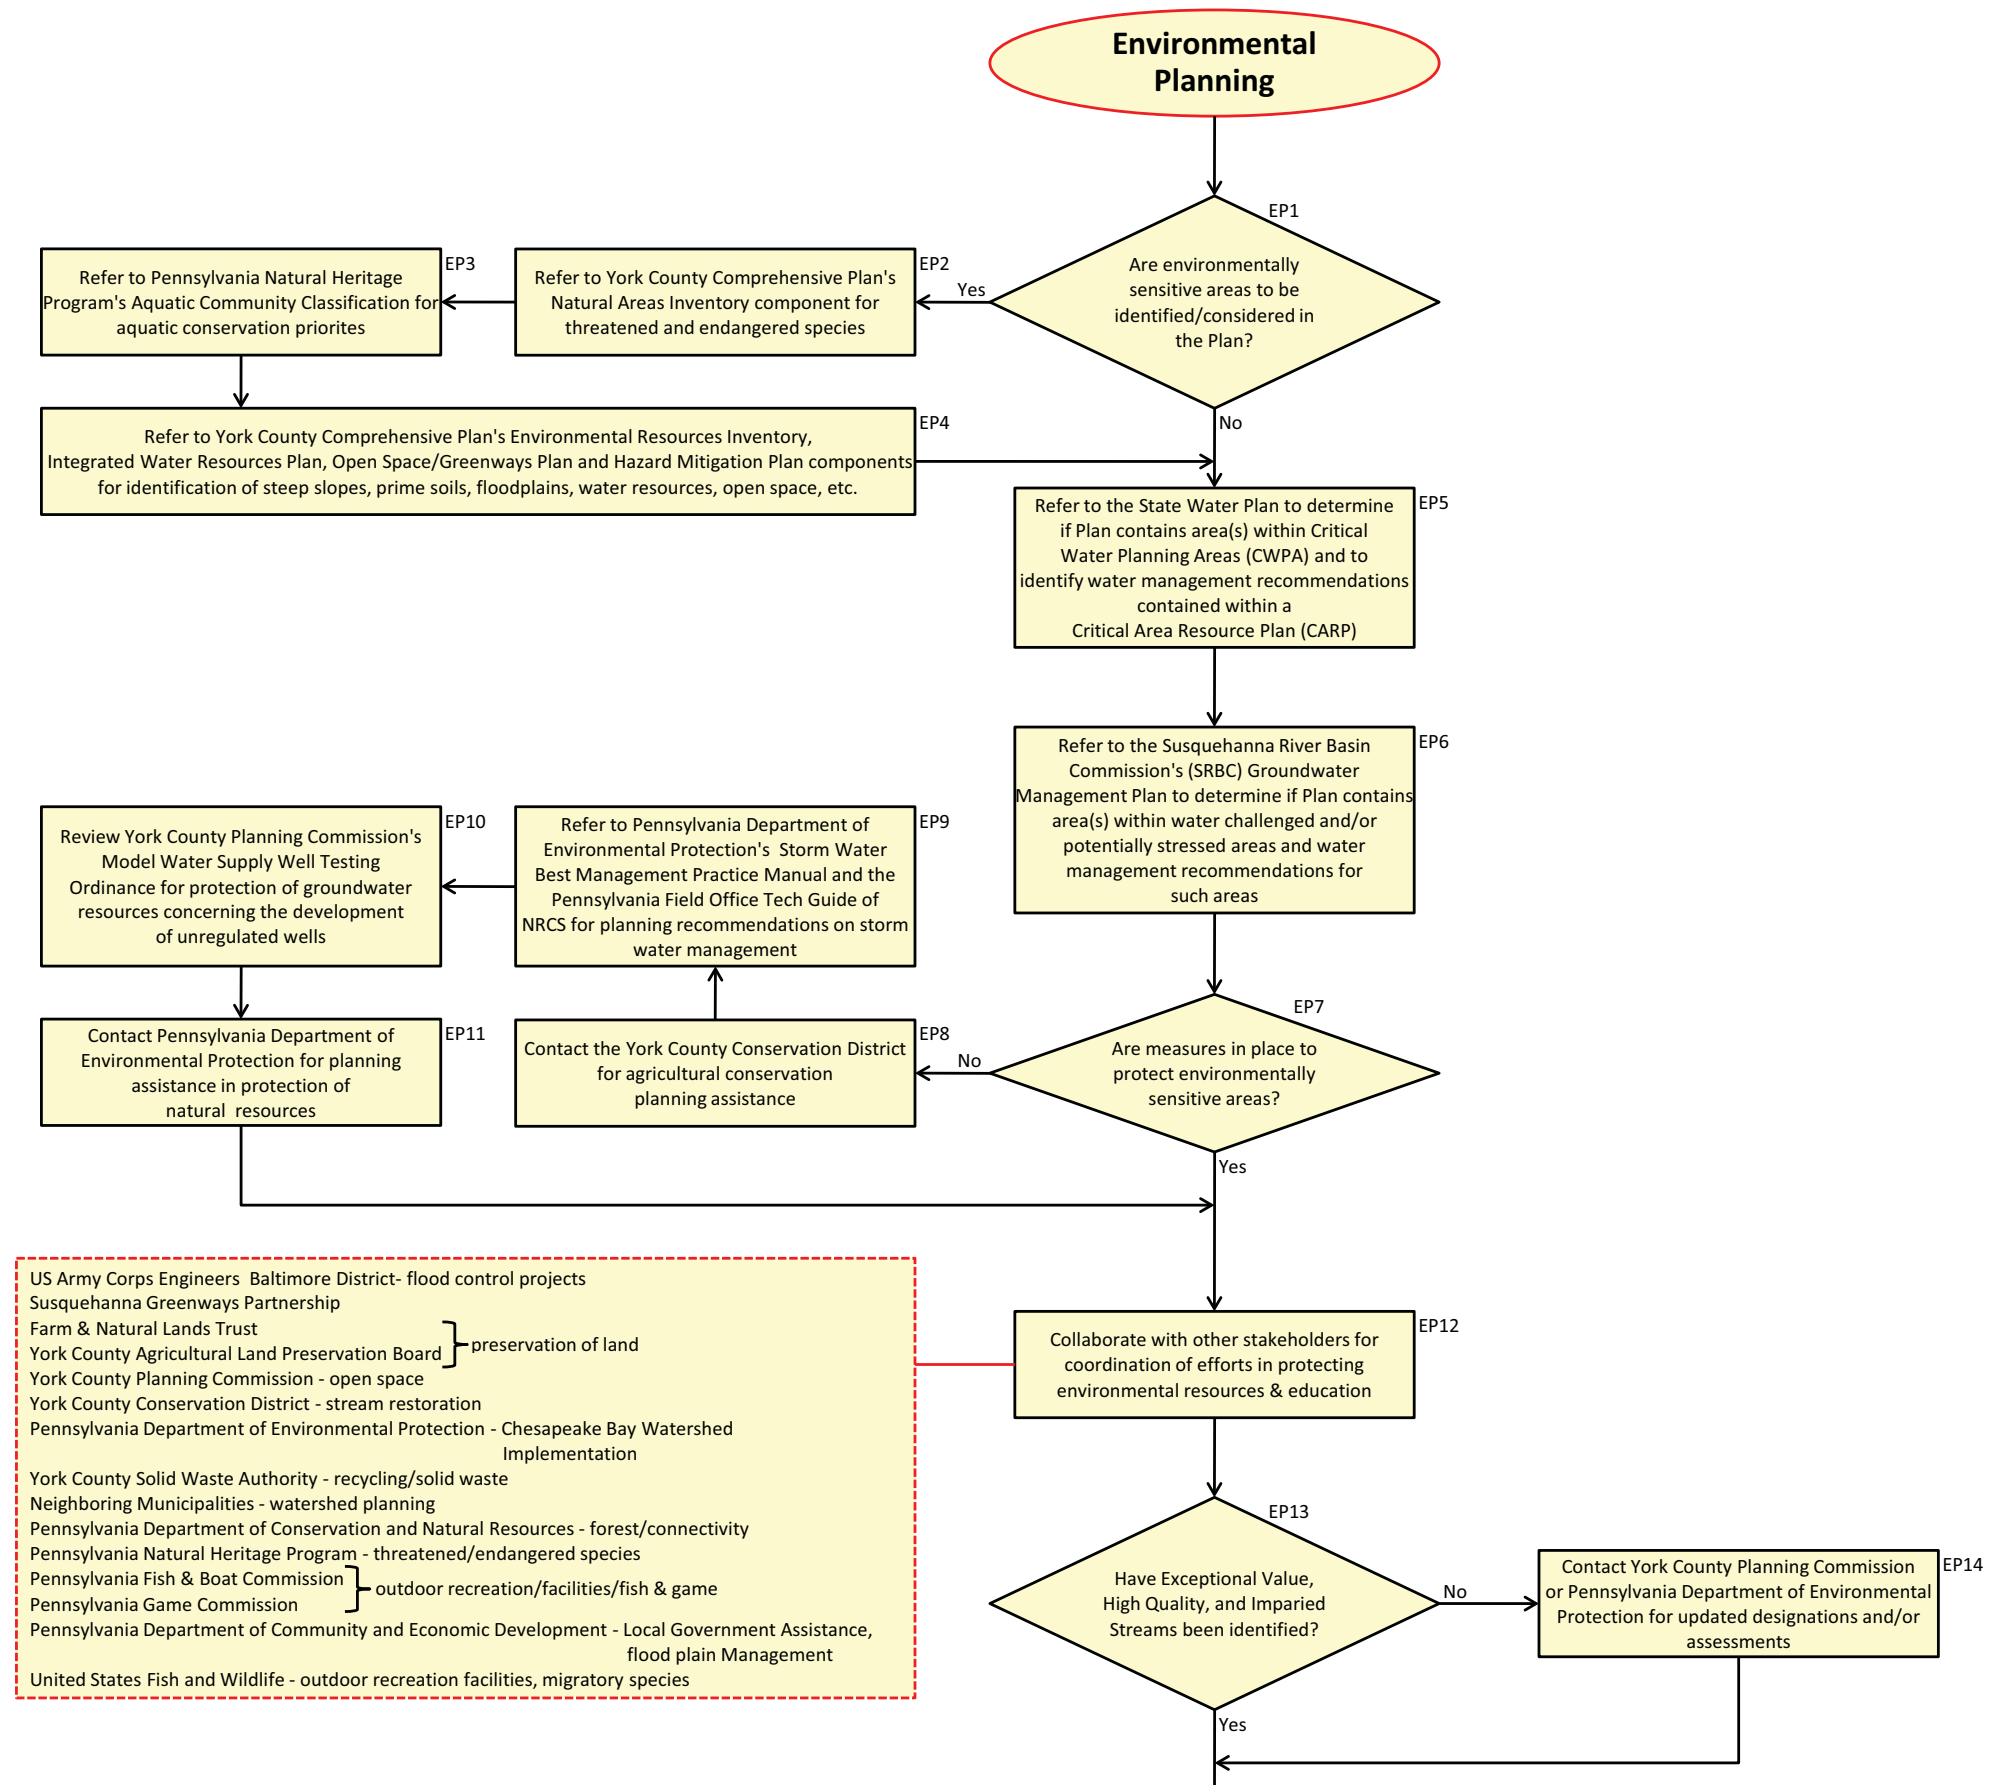 Environmental
Planning
EP1
Are environmentally
sensitive areas to be
identified/considered in
the Plan?
Yes
EP2
Refer to York County Comprehensive Plan's
Natural Areas Inventory component for
threatened and endangered species
EP3
Refer to Pennsylvania Natural Heritage
Program's Aquatic Community Classification for
aquatic conservation priorites
EP4
Refer to York County Comprehensive Plan's Environmental Resources Inventory,
Integrated Water Resources Plan, Open Space/Greenways Plan and Hazard Mitigation Plan components
for identification of steep slopes, prime soils, floodplains, water resources, open space, etc.
No
EP5
Refer to the State Water Plan to determine
if Plan contains area(s) within Critical
Water Planning Areas (CWPA) and to
identify water management recommendations
contained within a
Critical Area Resource Plan (CARP)
EP6
Refer to the Susquehanna River Basin
Commission's (SRBC) Groundwater
Management Plan to determine if Plan contains
area(s) within water challenged and/or
potentially stressed areas and water
management recommendations for
such areas
EP7
Are measures in place to
protect environmentally
sensitive areas?
No
EP8
Contact the York County Conservation District
for agricultural conservation
planning assistance
EP9
Refer to Pennsylvania Department of
Environmental Protection's  Storm Water
Best Management Practice Manual and the
Pennsylvania Field Office Tech Guide of
NRCS for planning recommendations on storm
water management
EP10
Review York County Planning Commission's
Model Water Supply Well Testing
Ordinance for protection of groundwater
resources concerning the development
of unregulated wells
EP11
Contact Pennsylvania Department of
Environmental Protection for planning
assistance in protection of
natural  resources
Yes
EP12
Collaborate with other stakeholders for
coordination of efforts in protecting
environmental resources & education
US Army Corps Engineers  Baltimore District- flood control projects
Susquehanna Greenways Partnership
Farm & Natural Lands Trust
York County Agricultural Land Preservation Board
preservation of land
York County Planning Commission - open space
York County Conservation District - stream restoration
Pennsylvania Department of Environmental Protection - Chesapeake Bay Watershed
Implementation
York County Solid Waste Authority - recycling/solid waste
Neighboring Municipalities - watershed planning
Pennsylvania Department of Conservation and Natural Resources - forest/connectivity
Pennsylvania Natural Heritage Program - threatened/endangered species
Pennsylvania Fish & Boat Commission
Pennsylvania Game Commission
outdoor recreation/facilities/fish & game
Pennsylvania Department of Community and Economic Development - Local Government Assistance,
flood plain Management
United States Fish and Wildlife - outdoor recreation facilities, migratory species
EP13
Have Exceptional Value,
High Quality, and Imparied
Streams been identified?
No
EP14
Contact York County Planning Commission
or Pennsylvania Department of Environmental
Protection for updated designations and/or
assessments
Yes